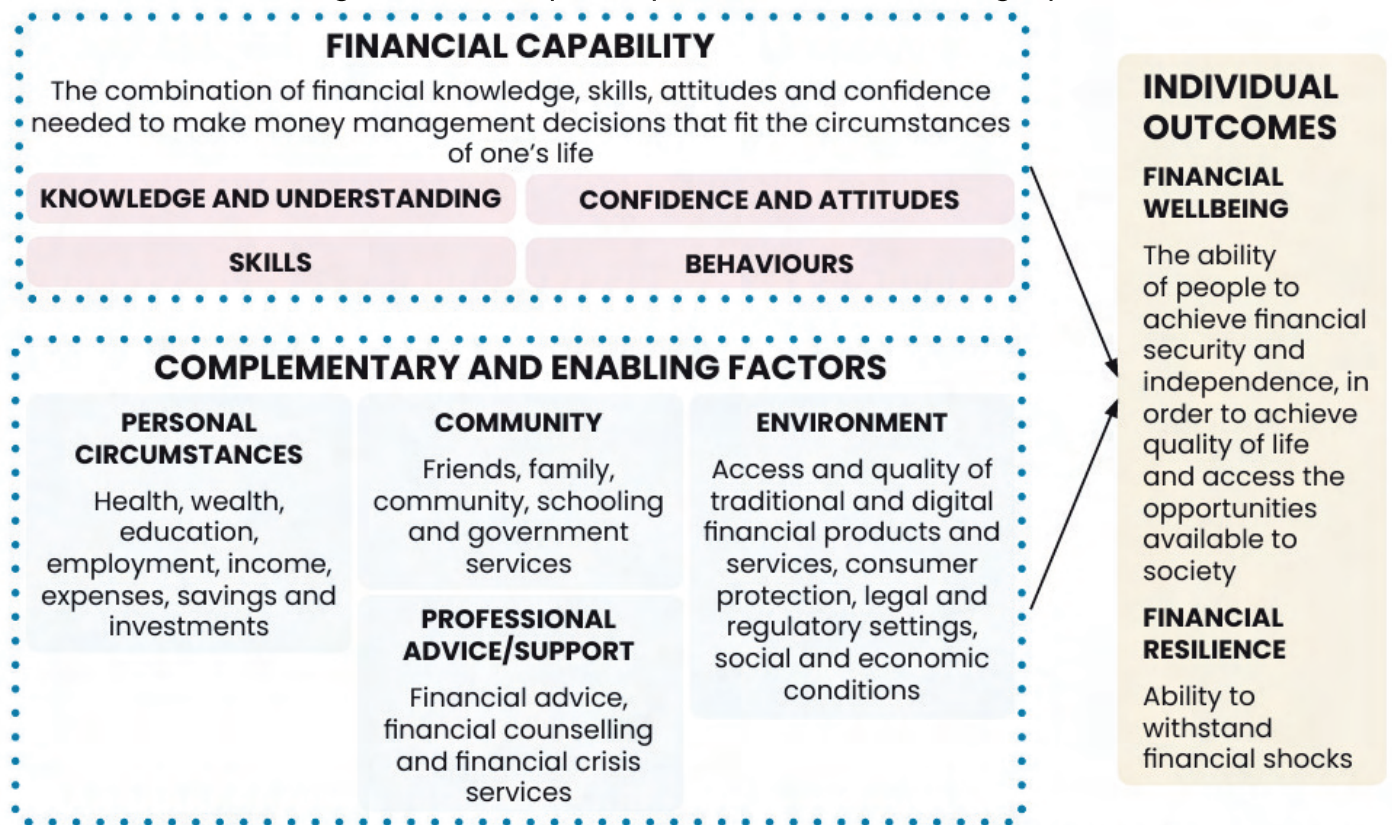 FINANCIAL CAPABILITY
The combination of financial knowledge, skills, attitudes and confidence
needed to make money management decisions that fit the circumstances
of one's life
KNOWLEDGE AND UNDERSTANDING
CONFIDENCE AND ATTITUDES
SKILLS
BEHAVIOURS
COMPLEMENTARY AND ENABLING FACTORS
PERSONAL
CIRCUMSTANCES
Health, wealth,
education,
employment, income,
expenses, savings and
investments
COMMUNITY
Friends, family,
community, schooling
and government
services
PROFESSIONAL
ADVICE/SUPPORT
Financial advice,
financial counselling
and financial crisis
services
ENVIRONMENT
Access and quality of
traditional and digital
financial products and
services, consumer
protection, legal and
regulatory settings,
social and economic
conditions
INDIVIDUAL
OUTCOMES
FINANCIAL
WELLBEING
The ability
of people to
achieve financial
security and
independence, in
order to achieve
quality of life
and access the
opportunities
available to
society
FINANCIAL
RESILIENCE
Ability to
withstand
financial shocks